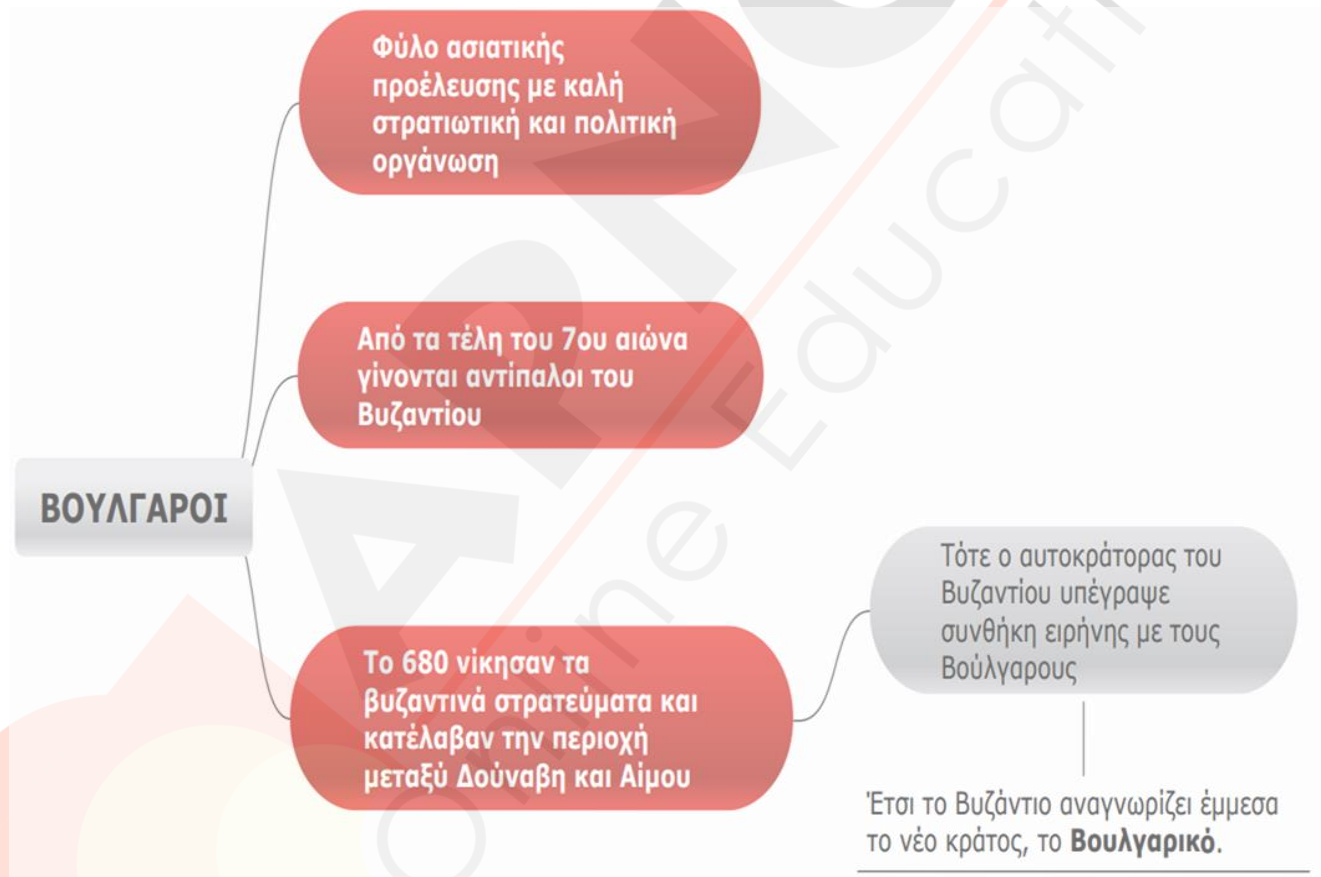 Φύλο ασιατικής
προέλευσης με καλή
στρατιωτική και πολιτική
οργάνωση
Από τα τέλη του 7ου αιώνα
γίνονται αντίπαλοι του
Βυζαντίου
ΒΟΥΛΓΑΡΟΙ
Το 680 νίκησαν τα
βυζαντινά στρατεύματα και
κατέλαβαν την περιοχή
μεταξύ Δούναβη και Αίμου
Τότε ο αυτοκράτορας του
Βυζαντίου υπέγραψε
συνθήκη ειρήνης με τους
Βούλγαρους
Έτσι το Βυζάντιο αναγνωρίζει έμμεσα
το νέο κράτος, το Βουλγαρικό.
online Educati